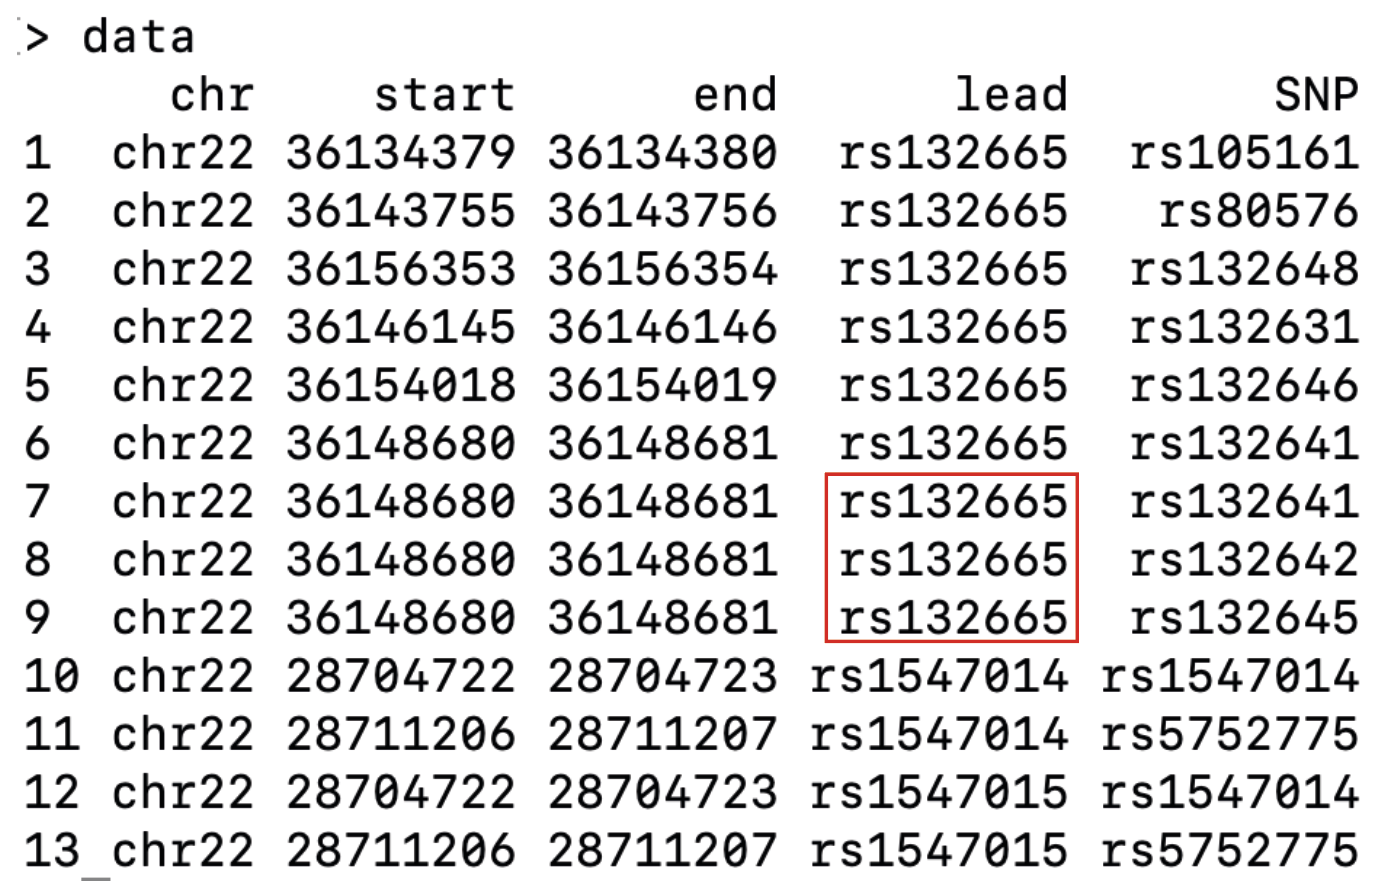 > data
chr start end lead SNP
1 chr22 36134379 36134380 rs132665 rs105161
2 chr22 36143755 36143756 rs132665 rs80576
3 chr22 36156353 36156354 rs132665 rs132648
4 chr22 36146145 36146146 rs132665 rs132631
5 chr22 36154018 36154019 rs132665 rs132646
6 chr22 36148680 36148681 rs132665 rs132641
7 chr22 36148680 36148681 rs132665 rs132641
8 chr22 36148680 36148681 rs132665 rs132642
9 chr22 36148680 36148681 rs132665 rs132645
10 chr22 28704722 28704723 rs1547014 rs1547014
11 chr22 28711206 28711207 rs1547014 rs5752775
12 chr22 28704722 28704723 rs1547015 rs1547014
13 chr22 28711206 28711207 rs1547015 rs5752775